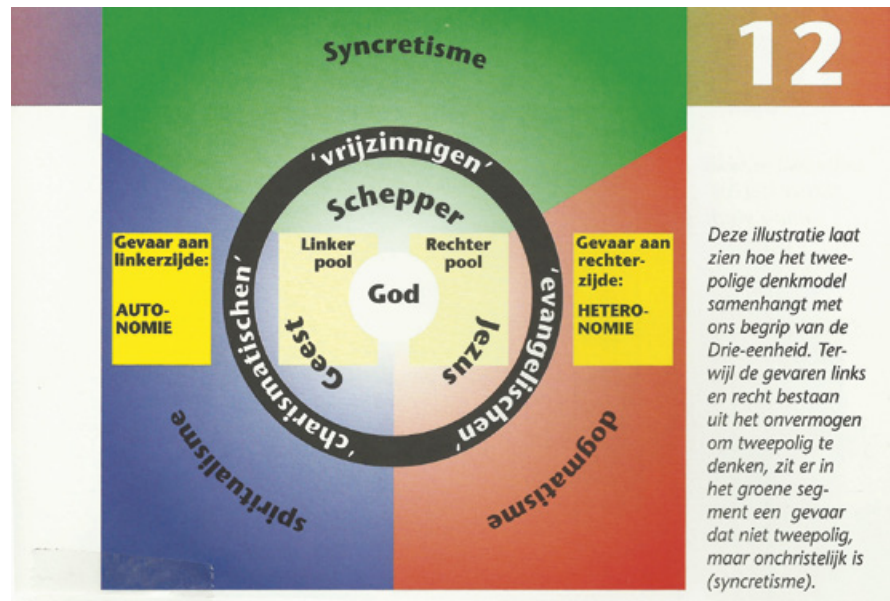 12
Syncretisme
'vrijzinnigen'
Schepper
Gevaar aan
linkerzijde:
AUTO-
NOMIE
'charismatischen'
Linker
pool
Rechter
pool
God
Geest
Jezus
'evangelischen'
Gevaar aan
rechter-
zijde:
HETERO-
NOMIE
spiritualisme
dogmatisme
Deze illustratie laat
zien hoe het twee-
polige denkmodel
samenhangt met
ons begrip van de
Drie-eenheid. Ter-
wijl de gevaren links
en recht bestaan
uit het onvermogen
om tweepolig te
denken, zit er in
het groene seg-
ment een gevaar
dat niet tweepolig,
maar onchristelijk is
(syncretisme).